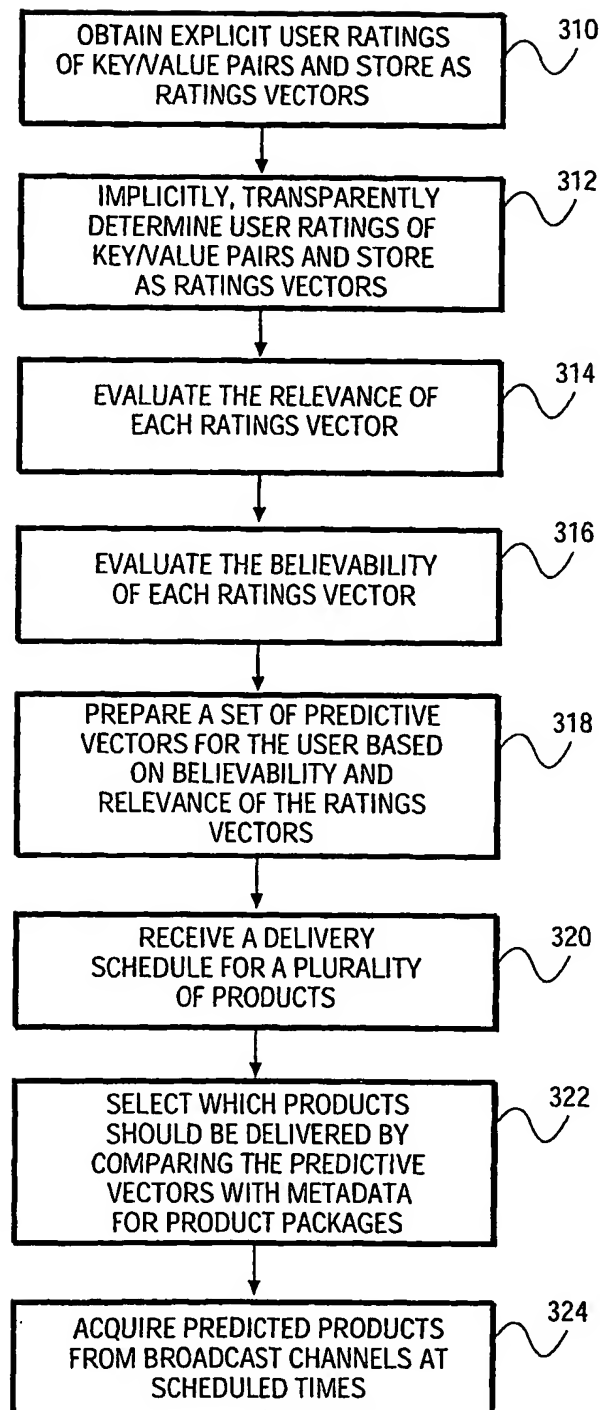 OBTAIN EXPLICIT USER RATINGS
OF KEY/VALUE PAIRS AND STORE AS
RATINGS VECTORS
310
IMPLICITLY, TRANSPARENTLY
DETERMINE USER RATINGS OF
KEY/VALUE PAIRS AND STORE
AS RATINGS VECTORS
312
EVALUATE THE RELEVANCE OF
EACH RATINGS VECTOR
314
EVALUATE THE BELIEVABILITY
OF EACH RATINGS VECTOR
316
PREPARE A SET OF PREDICTIVE
VECTORS FOR THE USER BASED
ON BELIEVABILITY AND
RELEVANCE OF THE RATINGS
VECTORS
318
RECEIVE A DELIVERY
SCHEDULE FOR A PLURALITY
OF PRODUCTS
320
SELECT WHICH PRODUCTS
SHOULD BE DELIVERED BY
COMPARING THE PREDICTIVE
VECTORS WITH METADATA
FOR PRODUCT PACKAGES
322
ACQUIRE PREDICTED PRODUCTS
FROM BROADCAST CHANNELS AT
SCHEDULED TIMES
324